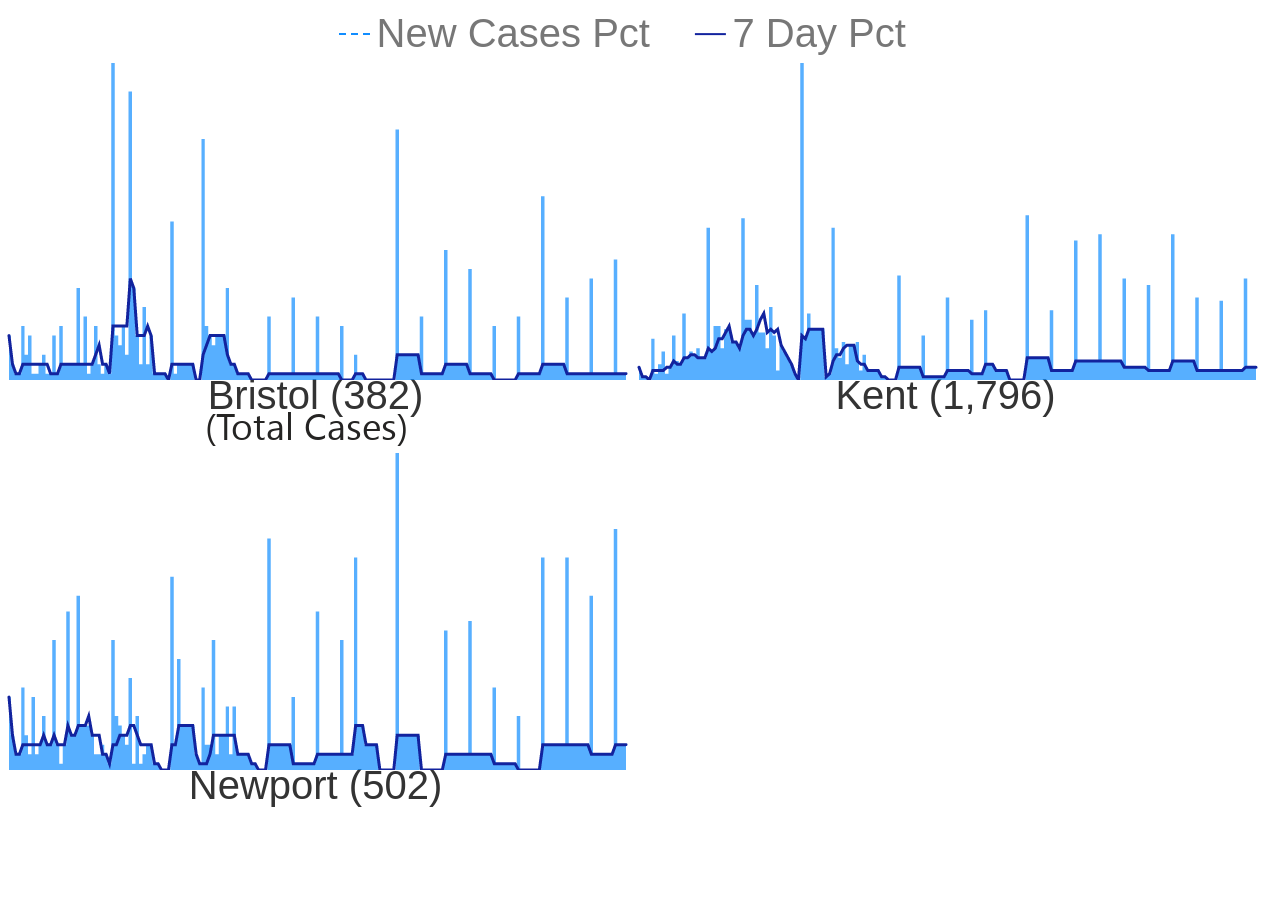 New Cases Pct 7 Day Pct
Bristol (382)
(Total Cases)
Kent (1,796)
Newport (502)